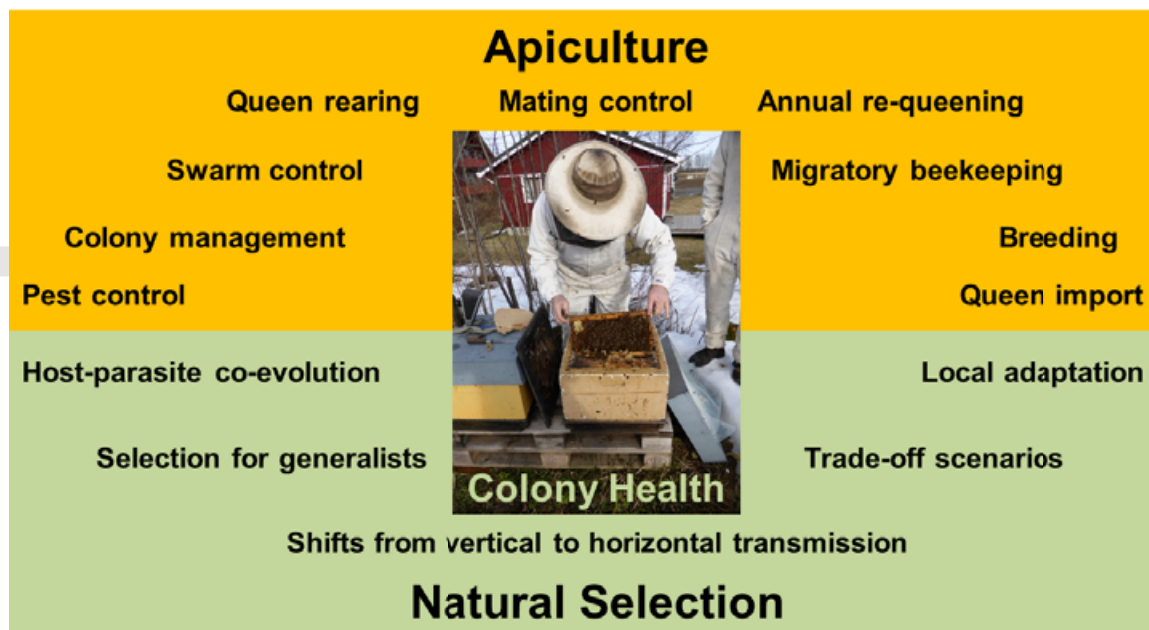 Apiculture
Queen rearing Mating control Annual re-queening
Swarm control Migratory beekeeping
Colony management Breeding
Pest control Queen import
Host-parasite co-evolution Local adaptation
Selection for generalists Trade-off scenarios
Colony Health
Shifts from vertical to horizontal transmission
Natural Selection